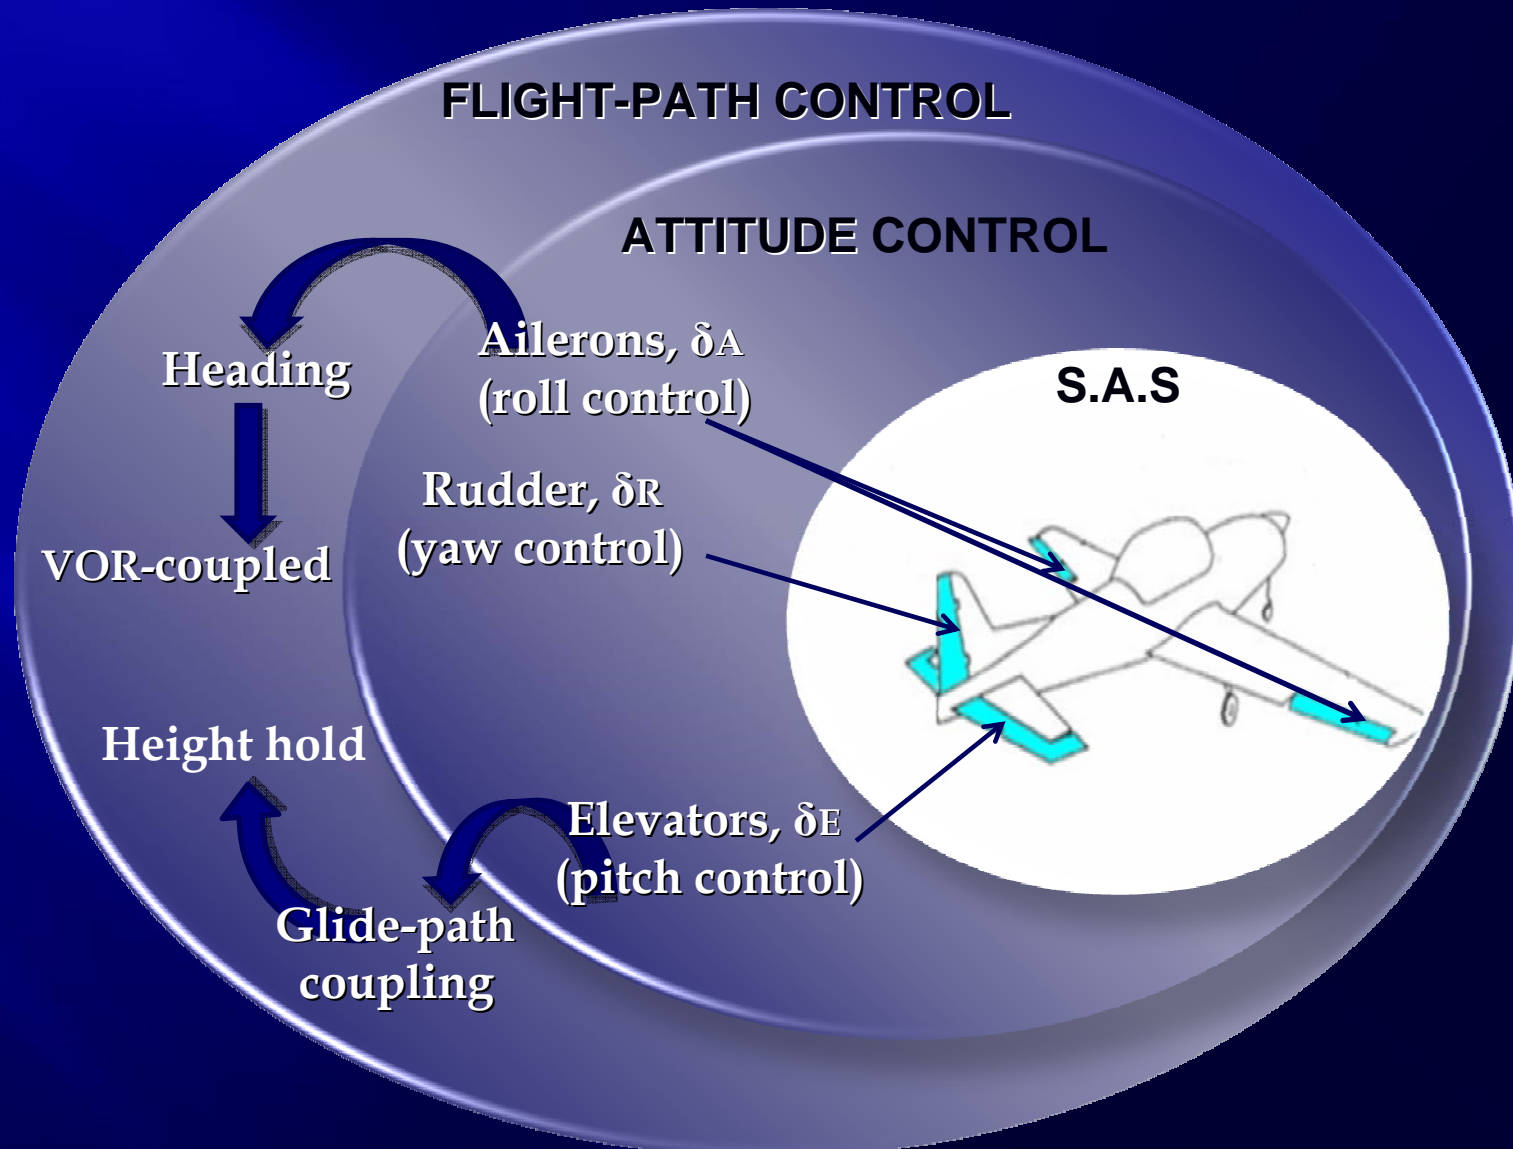 FLIGHT-PATH CONTROL
ATTITUDE CONTROL
S.A.S
Ailerons, δA
(roll control)
Heading
Rudder, δR
(yaw control)
VOR-coupled
Height hold
Elevators, δE
(pitch control)
Glide-path
coupling